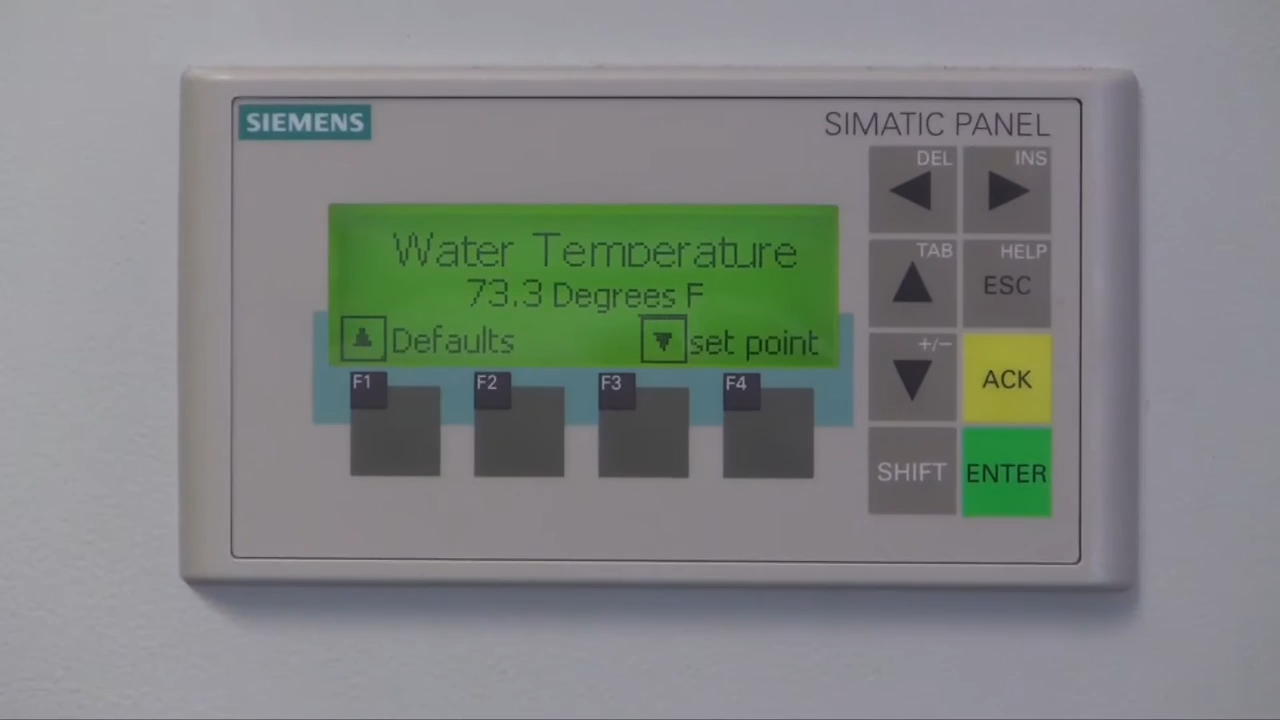 SIEMENS
SIMATIC PANEL
Water Temperature
73.3 Degrees F
Defaults
set point
F1
F2
F3
F4
DEL
INS
TAB
HELP
ESC
+/−
ACK
SHIFT
ENTER